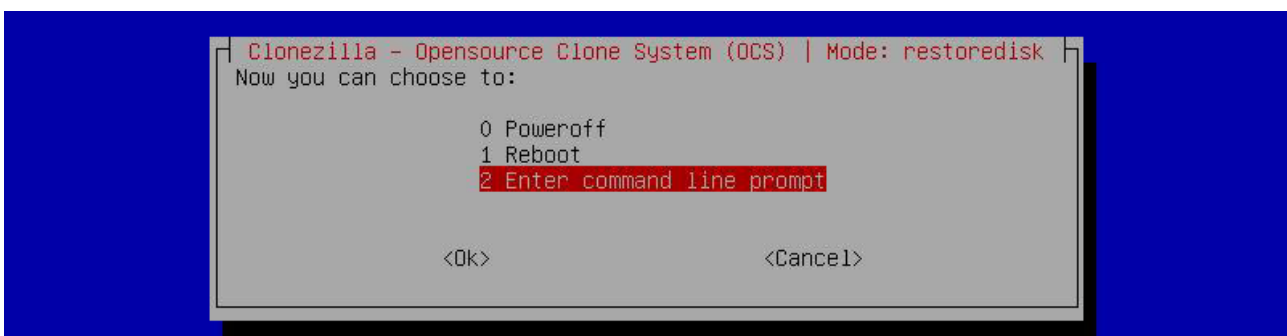 Clonezilla - Opensource Clone System (OCS) | Mode: restoredisk
Now you can choose to:
0 Poweroff
1 Reboot
2 Enter command line prompt
<Ok> <Cancel>